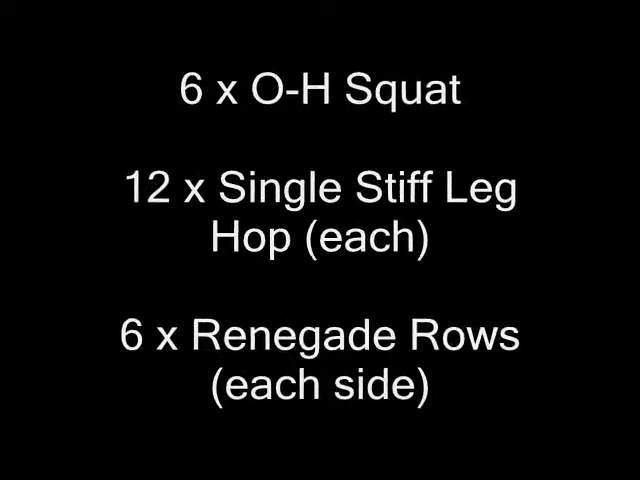 6 x O-H Squat
12 x Single Stiff Leg
Hop (each)
6 x Renegade Rows
(each side)